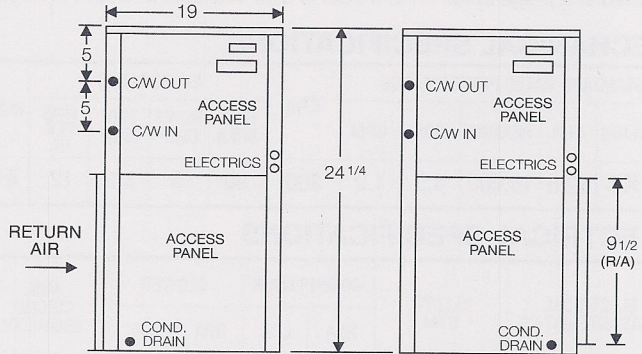 19
5
C/W OUT
5
C/W IN
ACCESS
PANEL
ELECTRICS
RETURN
AIR
ACCESS
PANEL
COND.
DRAIN
24 1/4
C/W OUT
ACCESS
PANEL
C/W IN
ELECTRICS
ACCESS
PANEL
9 1/2
(R/A)
COND.
DRAIN